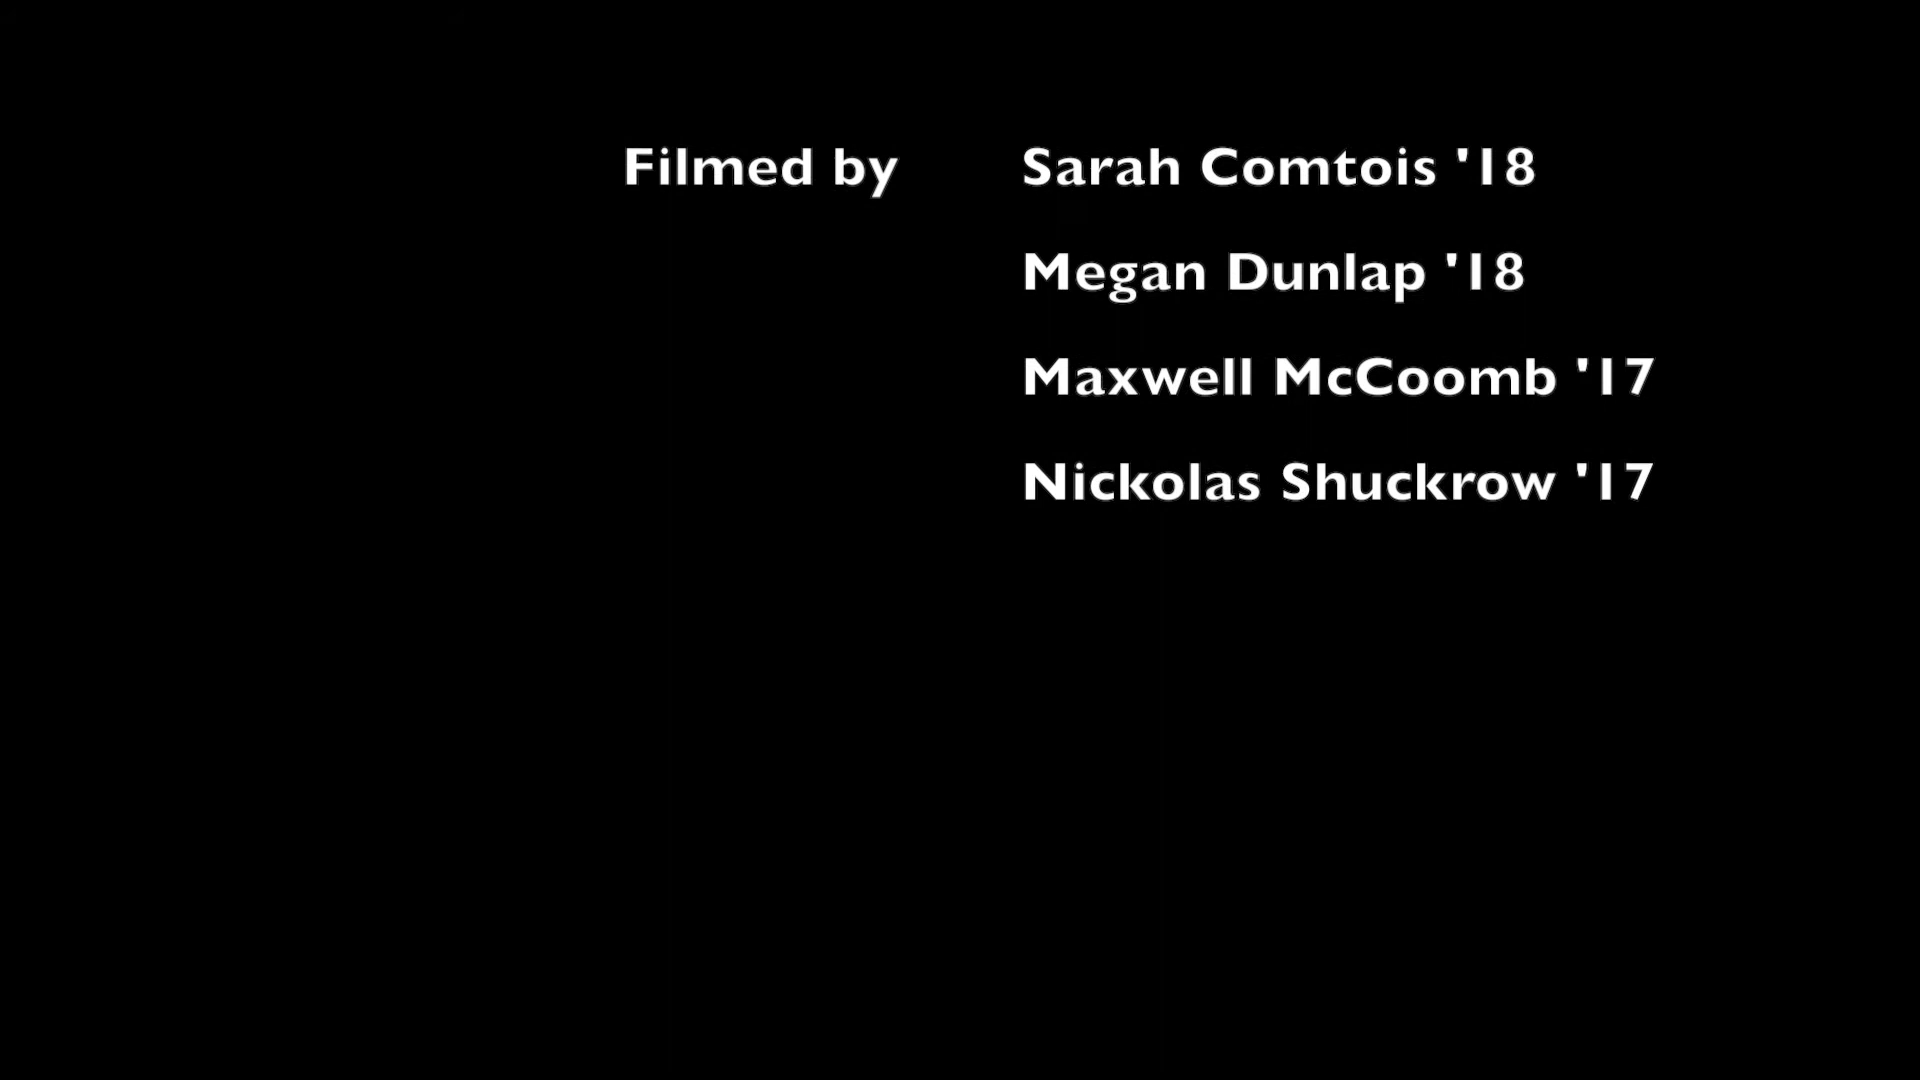 Filmed by Sarah Comtois '18
Megan Dunlap '18
Maxwell McCoomb '17
Nickolas Shuckrow '17